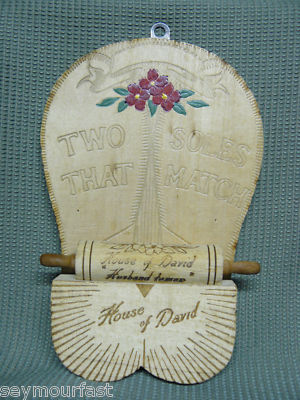 TWO SOLES
THAT MATCH
"House of David"
Husband Tamer
House
of David
seymourfast